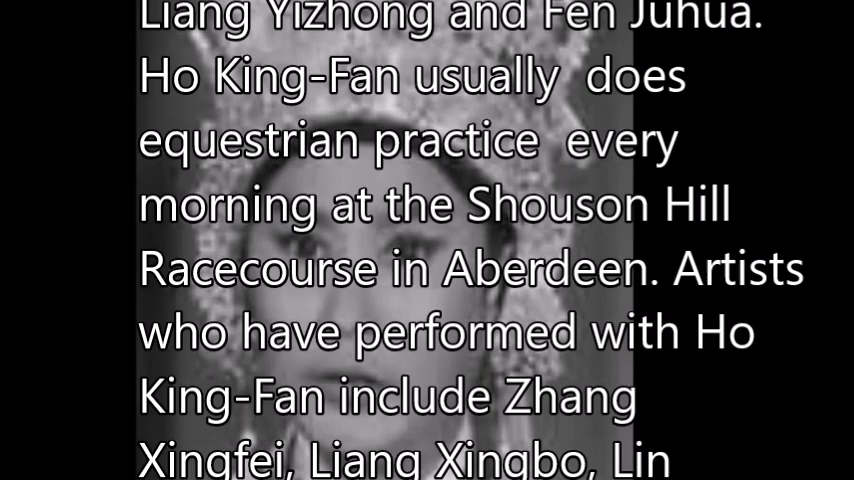 Liang Yizhong and Fen Juhua.
Ho King-Fan usually  does
equestrian practice  every
morning at the Shouson Hill
Racecourse in Aberdeen. Artists
who have performed with Ho
King-Fan include Zhang
Xingfei, Liang Xingbo, Lin